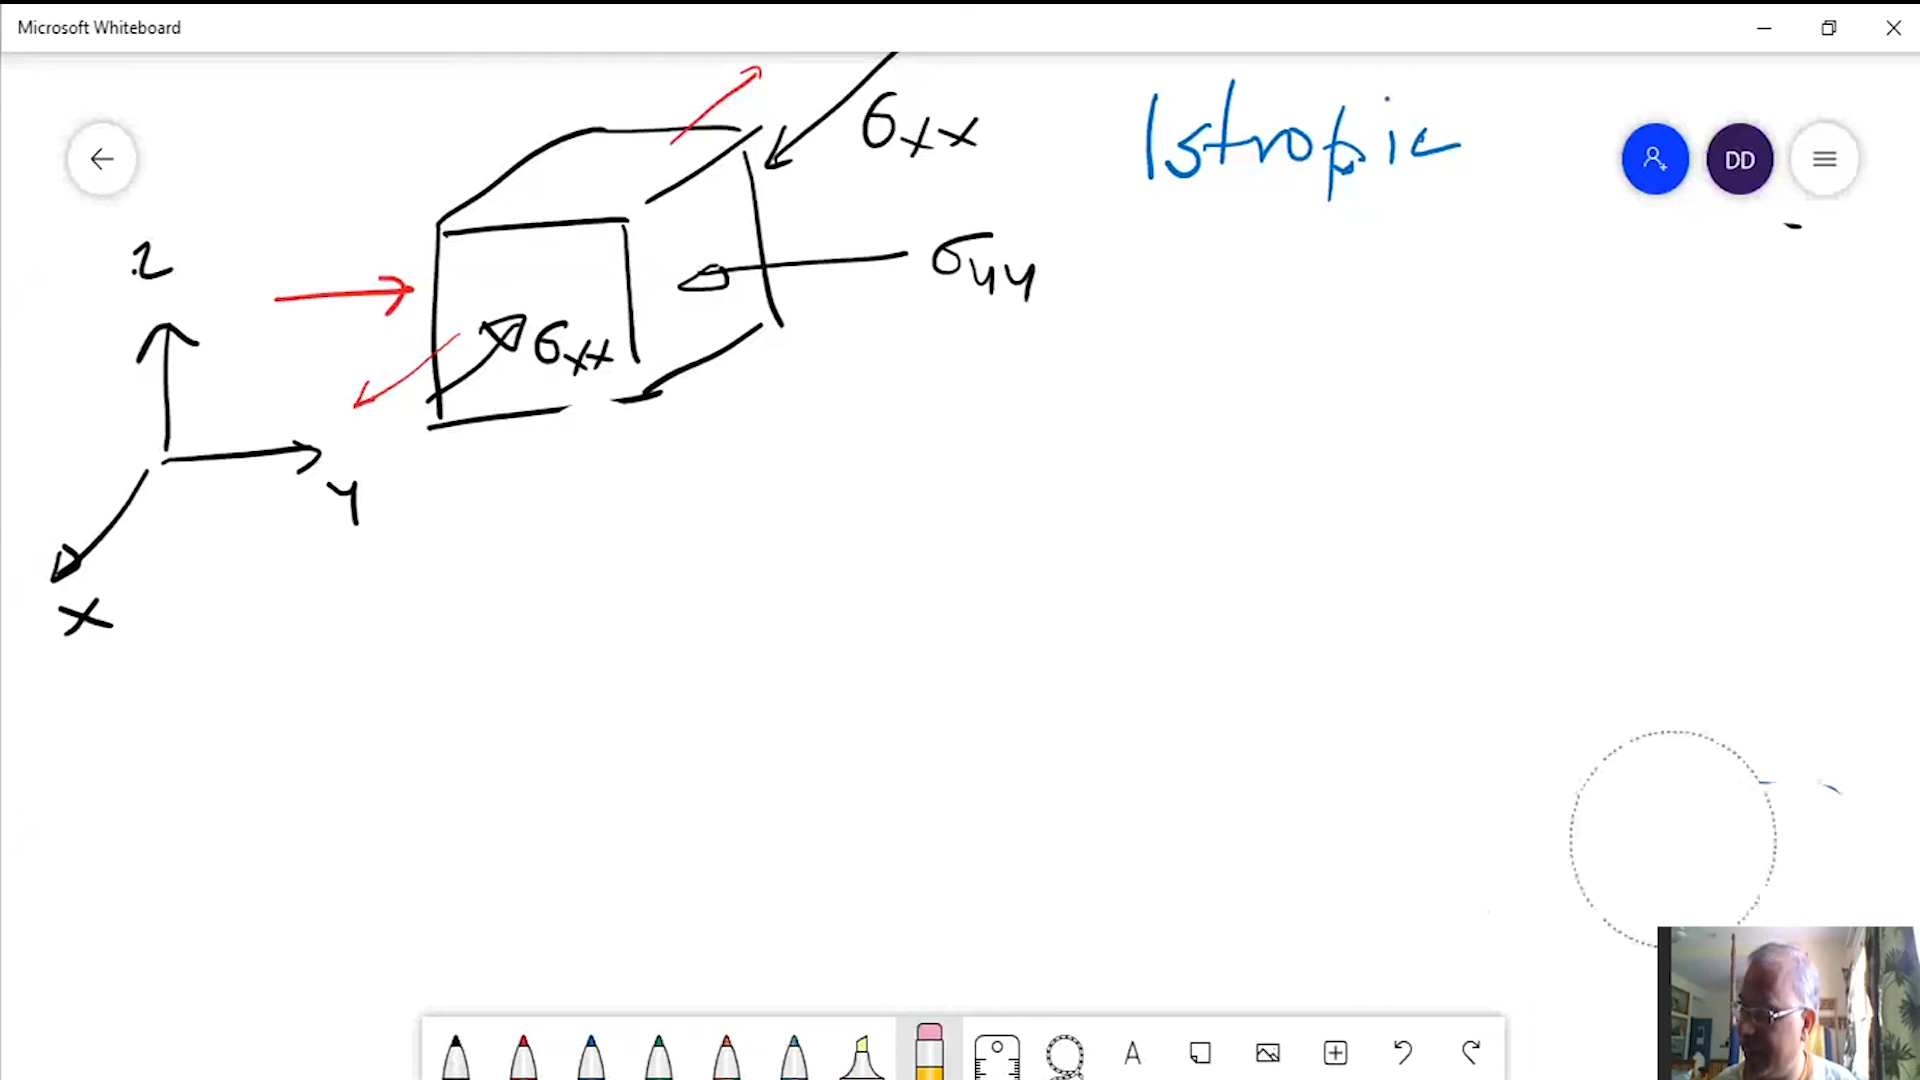 Microsoft Whiteboard
σxx
Istropic
DD
z
σyy
σxx
y
x
A